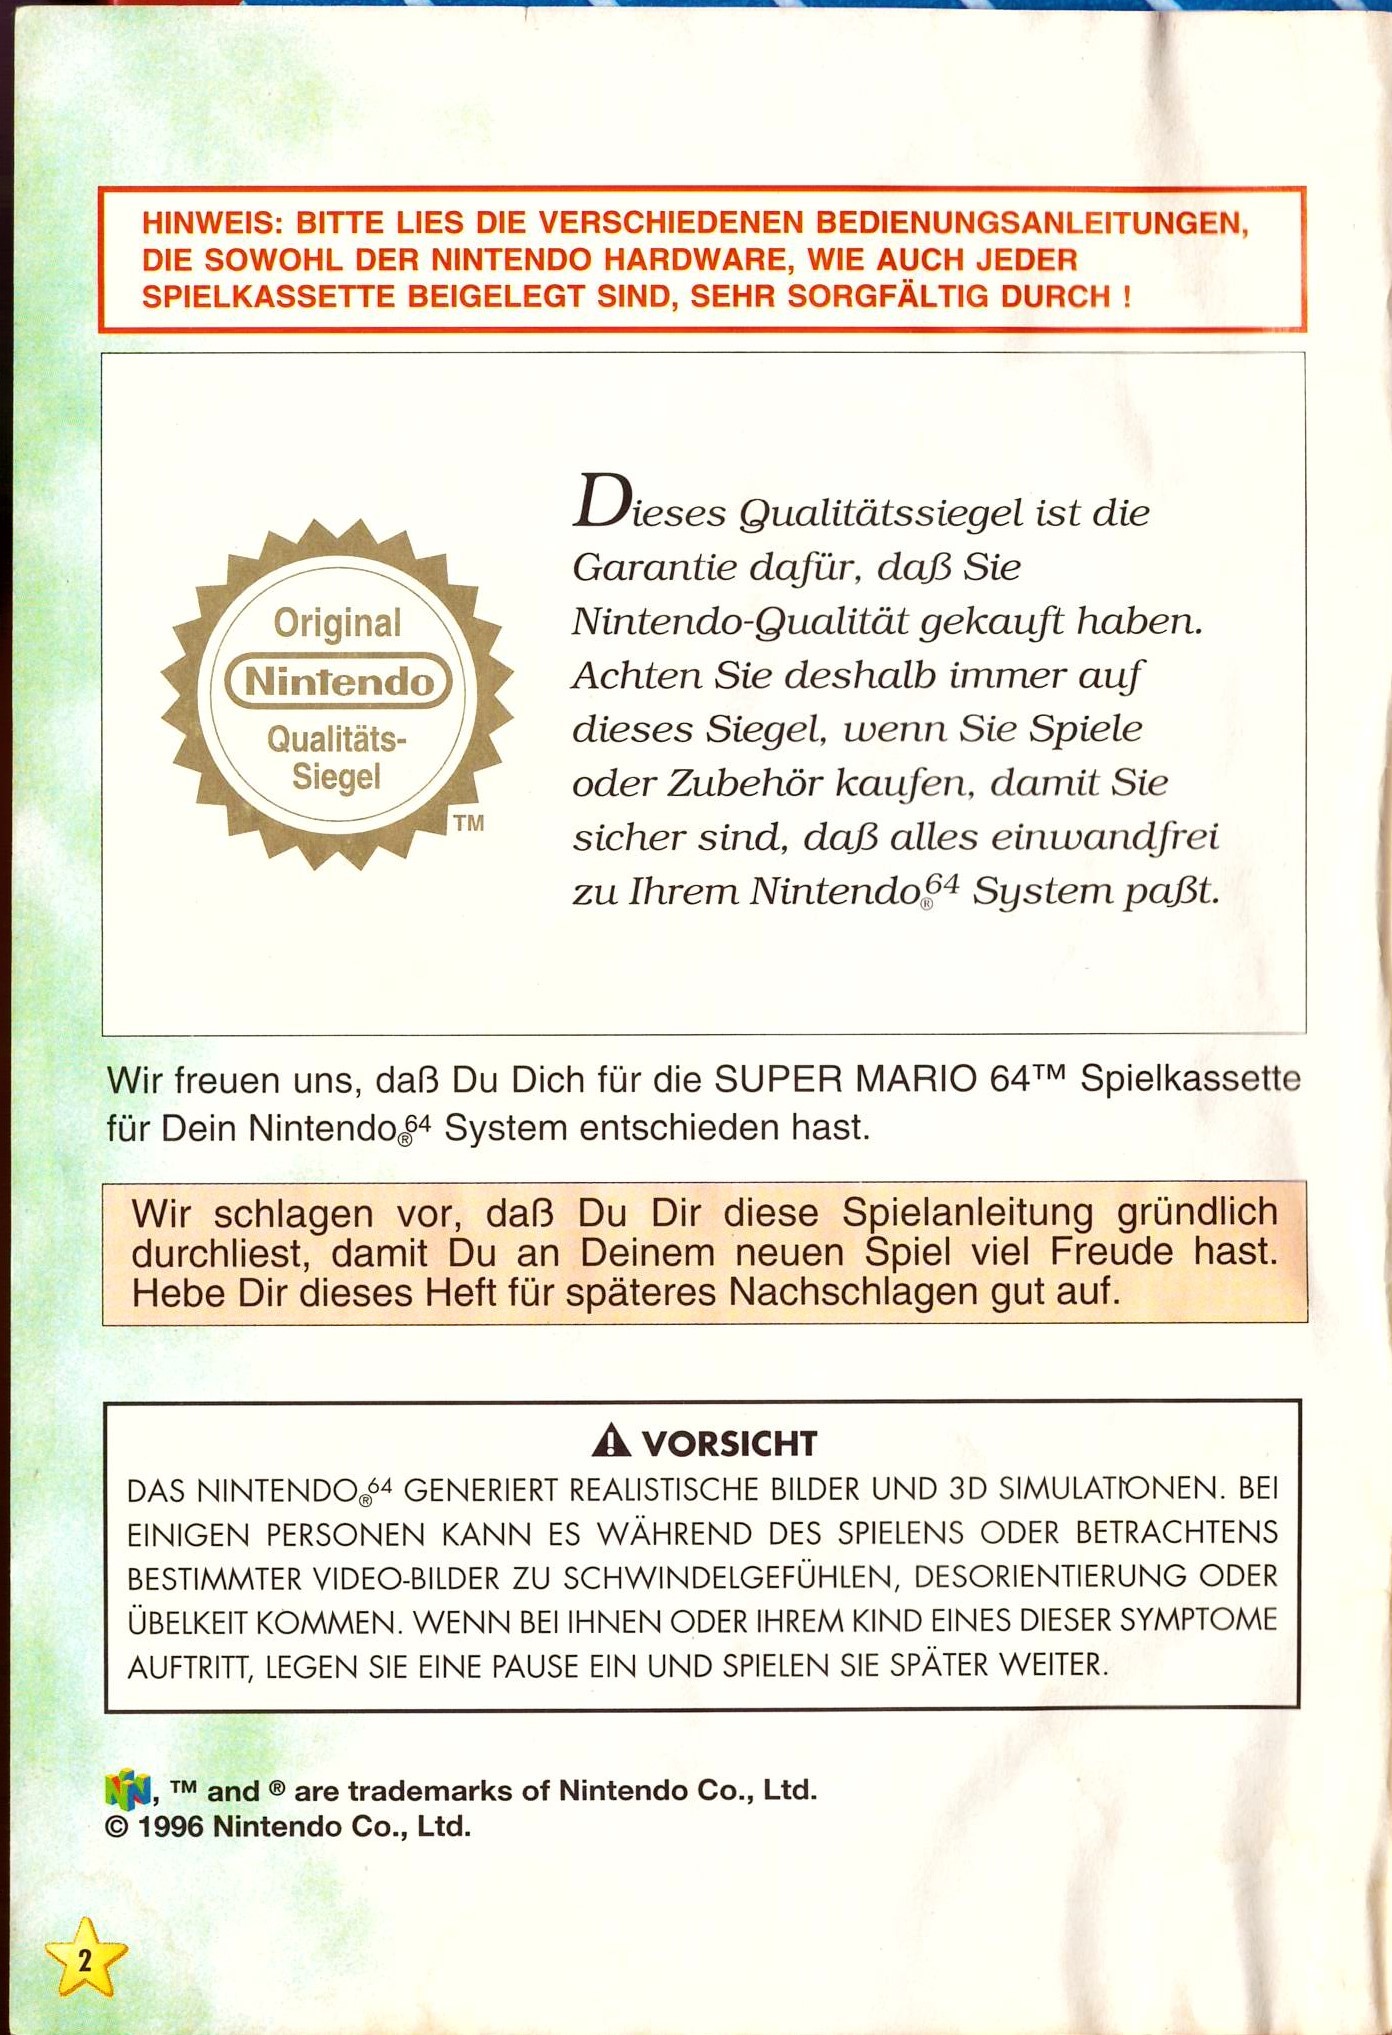 HINWEIS: BITTE LIES DIE VERSCHIEDENEN BEDIENUNGSANLEITUNGEN,
DIE SOWOHL DER NINTENDO HARDWARE, WIE AUCH JEDER
SPIELKASSETTE BEIGELEGT SIND, SEHR SORGFÄLTIG DURCH !
Original
Nintendo
Qualitäts-
Siegel
TM
Dieses Qualitätssiegel ist die
Garantie dafür, daß Sie
Nintendo-Qualität gekauft haben.
Achten Sie deshalb immer auf
dieses Siegel, wenn Sie Spiele
oder Zubehör kaufen, damit Sie
sicher sind, daß alles einwandfrei
zu Ihrem Nintendo®64 System paßt.
Wir freuen uns, daß Du Dich für die SUPER MARIO 64™ Spielkassette
für Dein Nintendo®64 System entschieden hast.
Wir schlagen vor, daß Du Dir diese Spielanleitung gründlich
durchliest, damit Du an Deinem neuen Spiel viel Freude hast.
Hebe Dir dieses Heft für späteres Nachschlagen gut auf.
⚠ VORSICHT
DAS NINTENDO®64 GENERIERT REALISTISCHE BILDER UND 3D SIMULATIONEN. BEI
EINIGEN PERSONEN KANN ES WÄHREND DES SPIELENS ODER BETRACHTENS
BESTIMMTER VIDEO-BILDER ZU SCHWINDELGEFÜHLEN, DESORIENTIERUNG ODER
ÜBELKEIT KOMMEN. WENN BEI IHNEN ODER IHREM KIND EINES DIESER SYMPTOME
AUFTRITT, LEGEN SIE EINE PAUSE EIN UND SPIELEN SIE SPÄTER WEITER.
, ™ and ® are trademarks of Nintendo Co., Ltd.
© 1996 Nintendo Co., Ltd.
2